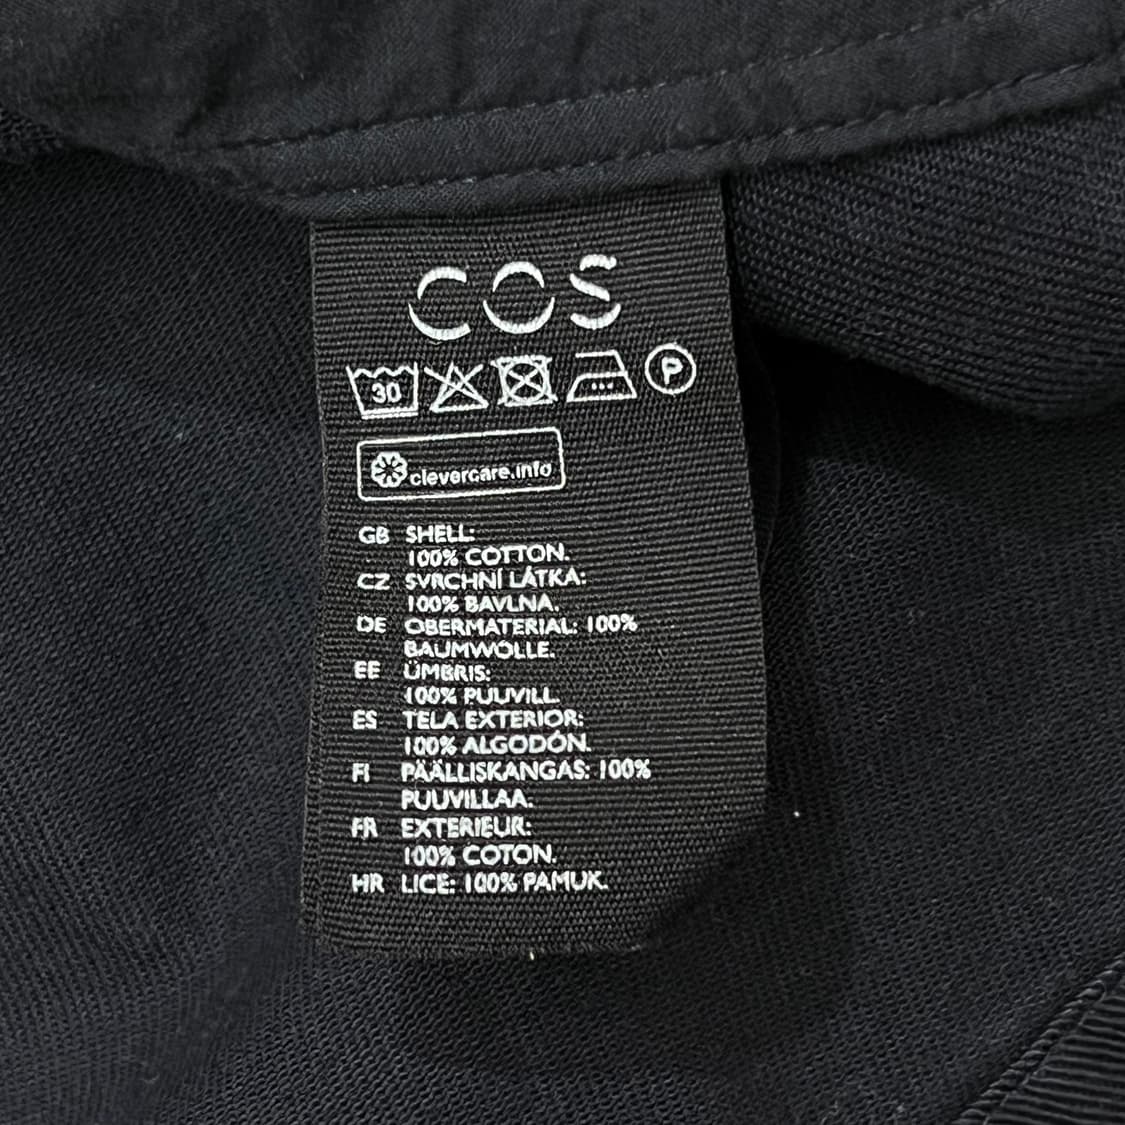 COS
30
P
clevercare.info
GB SHELL:
100% COTTON.
CZ SVRCHNÍ LÁTKA:
100% BAVLNA.
DE OBERMATERIAL: 100%
BAUMWOLLE.
EE ÜMBRIS:
100% PUUVILL.
ES TELA EXTERIOR:
100% ALGODÓN.
FI PÄÄLLISKANGAS: 100%
PUUVILLAA.
FR EXTERIEUR:
100% COTON.
HR LICE: 100% PAMUK.